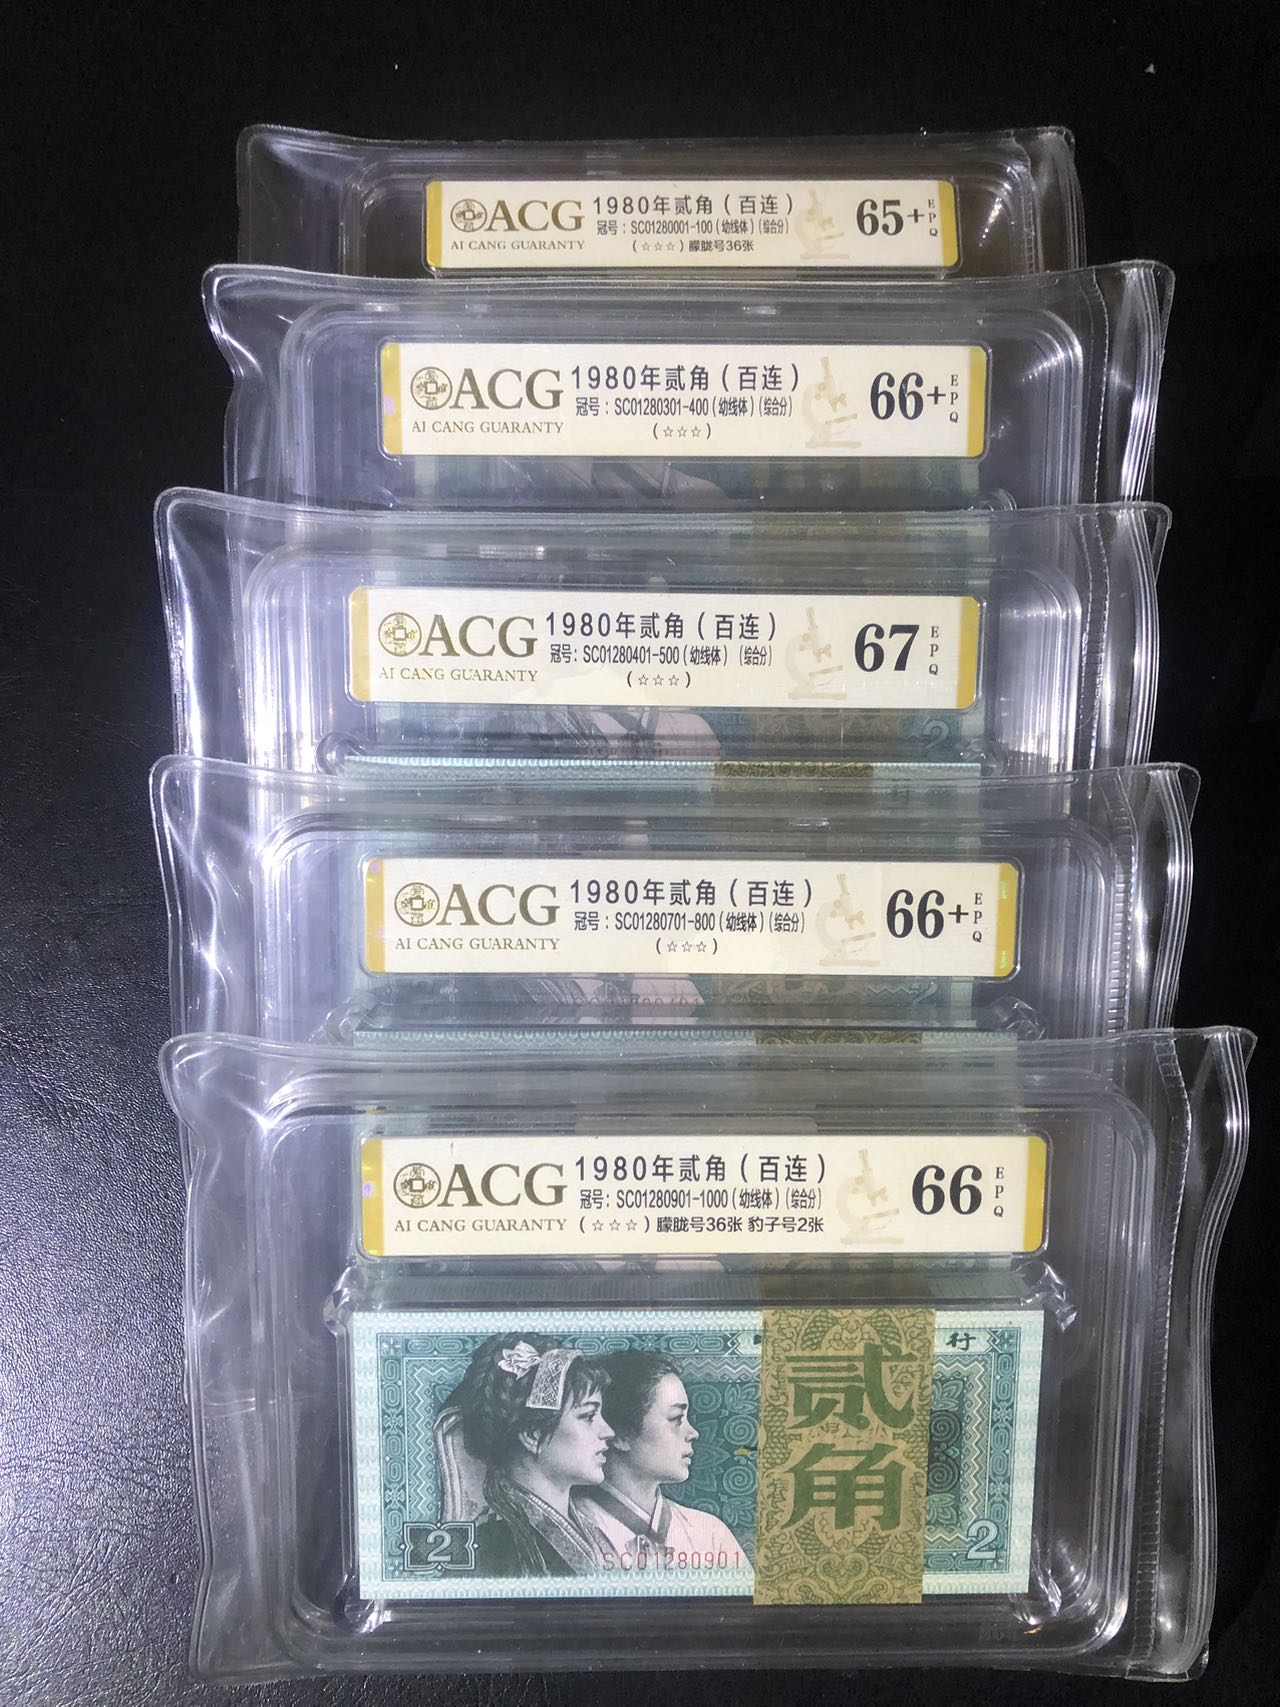 ACG 1980年贰角（百连） 65+ EPQ
冠号：SC01280001-100（幼线体）（综合分）
AI CANG GUARANTY （☆☆☆）朦胧号36张
ACG 1980年贰角（百连） 66+ EPQ
冠号：SC01280301-400（幼线体）（综合分）
AI CANG GUARANTY （☆☆☆）
ACG 1980年贰角（百连） 67 EPQ
冠号：SC01280401-500（幼线体）（综合分）
AI CANG GUARANTY （☆☆☆）
2
行
ACG 1980年贰角（百连） 66+ EPQ
冠号：SC01280701-800（幼线体）（综合分）
AI CANG GUARANTY （☆☆☆）
2
ACG 1980年贰角（百连） 66 EPQ
冠号：SC01280901-1000（幼线体）（综合分）
AI CANG GUARANTY （☆☆☆）朦胧号36张 豹子号2张
行
贰角
2 SC01280901 2